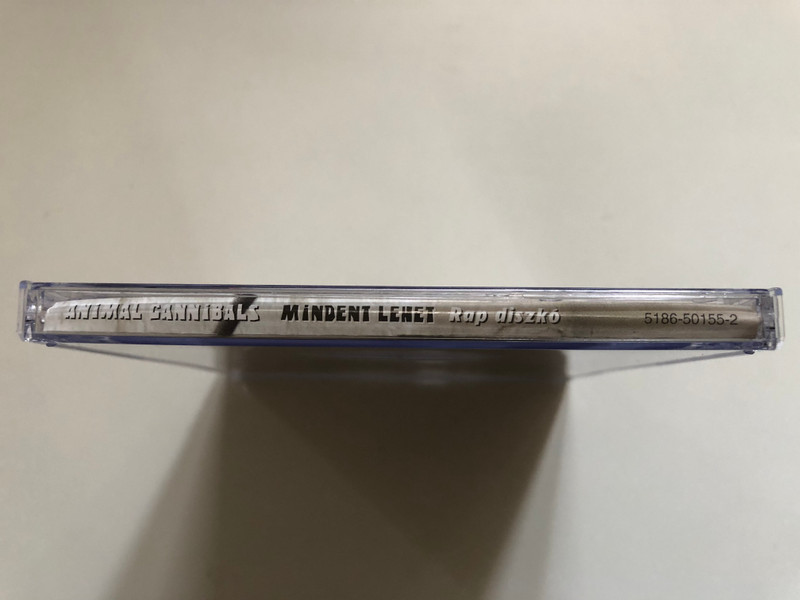 ANIMAL CANNIBALS MiNDENT LEHET Rap diszkó 5186-50155-2